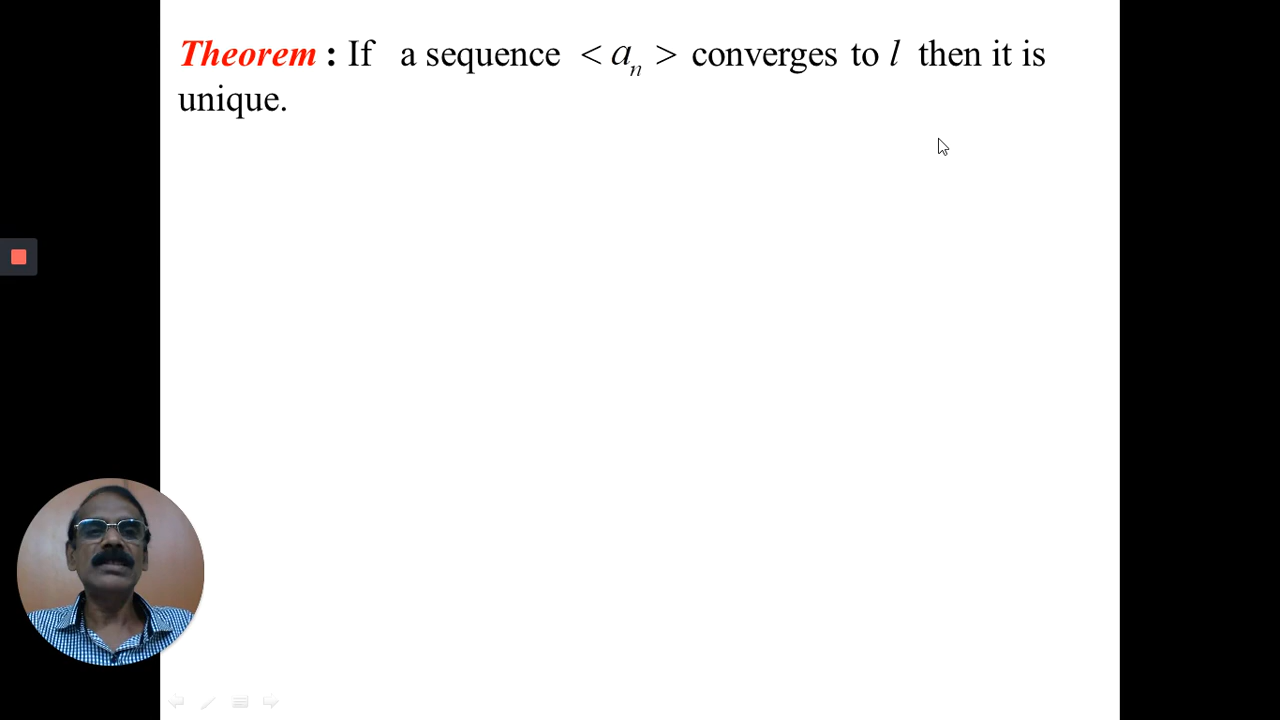 Theorem : If a sequence < aₙ > converges to l then it is
unique.